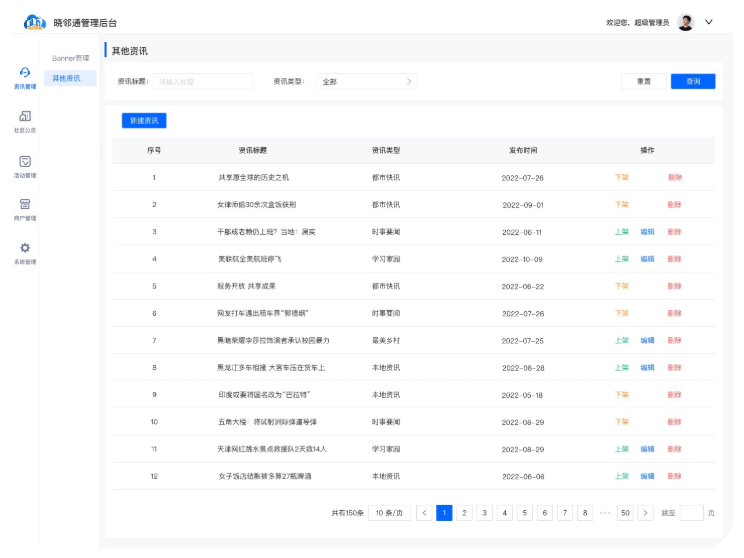 晓邻通管理后台 欢迎您，超级管理员
Banner管理
其他资讯
资讯管理
社区公告
活动管理
商户管理
系统管理
其他资讯
资讯标题： 请输入标题 资讯类型： 全部 重置 查询
新建资讯
序号 资讯标题 资讯类型 发布时间 操作
1 共享惠全球的历史之机 都市快讯 2022-07-26 下架 删除
2 女律师偷30余次盒饭获刑 都市快讯 2022-09-01 下架 删除
3 干部成老赖仍上班？当地：属实 时事要闻 2022-06-11 上架 编辑 删除
4 美联航全美航班停飞 学习家园 2022-10-09 上架 编辑 删除
5 服务开放 共享成果 都市快讯 2022-06-22 下架 删除
6 网友打车遇出租车界“郭德纲” 时事要闻 2022-07-26 下架 删除
7 黑暗荣耀李莎拉饰演者承认校园暴力 最美乡村 2022-07-25 上架 编辑 删除
8 黑龙江多车相撞 大客车压在货车上 本地资讯 2022-08-28 上架 编辑 删除
9 印度或要将国名改为“巴拉特” 本地资讯 2022-05-18 下架 删除
10 五角大楼：将试射洲际弹道导弹 时事要闻 2022-08-29 下架 删除
11 天津网红跳水景点救援队2天救14人 学习家园 2022-08-29 上架 编辑 删除
12 女子饭店结账被多算27瓶啤酒 本地资讯 2022-06-06 上架 编辑 删除
共有150条 10 条/页 < 1 2 3 4 5 6 7 8 ··· 50 > 跳至 页